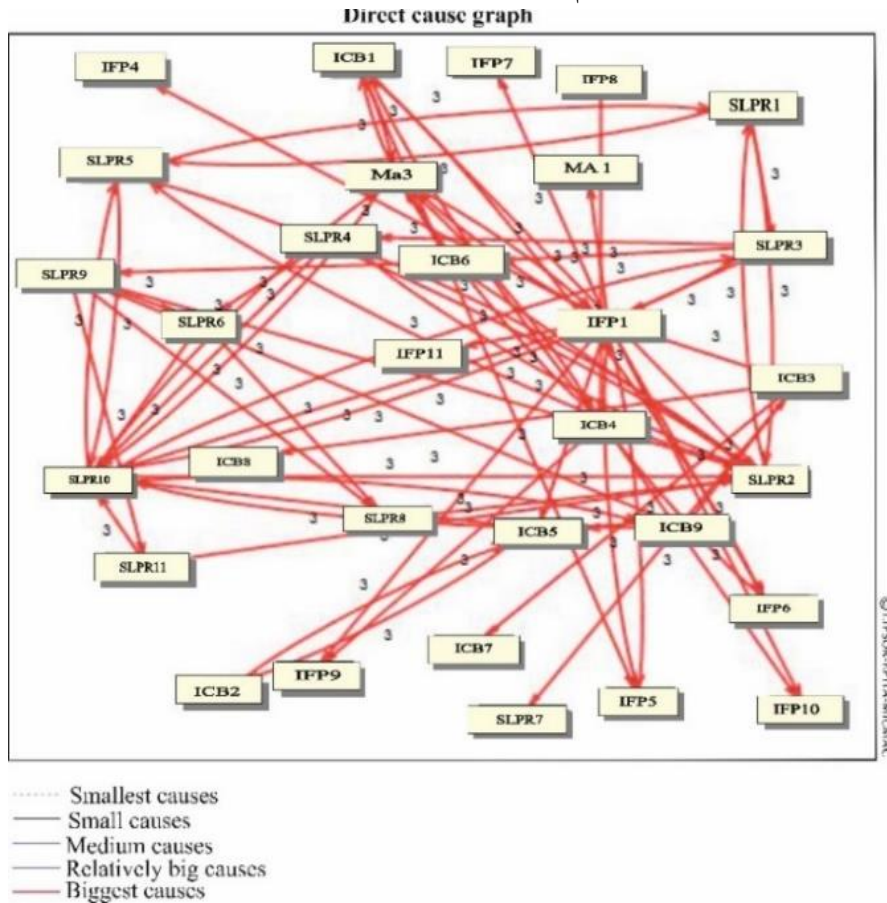 Direct cause graph
IFP4
ICB1
IFP7
IFP8
SLPR1
SLPR5
Ma3
MA 1
SLPR4
SLPR3
SLPR9
ICB6
SLPR6
IFP1
IFP11
ICB3
ICB4
ICB8
SLPR10
SLPR2
SLPR8
ICB5
ICB9
SLPR11
IFP6
ICB7
ICB2
IFP9
SLPR7
IFP5
IFP10
Smallest causes
Small causes
Medium causes
Relatively big causes
Biggest causes